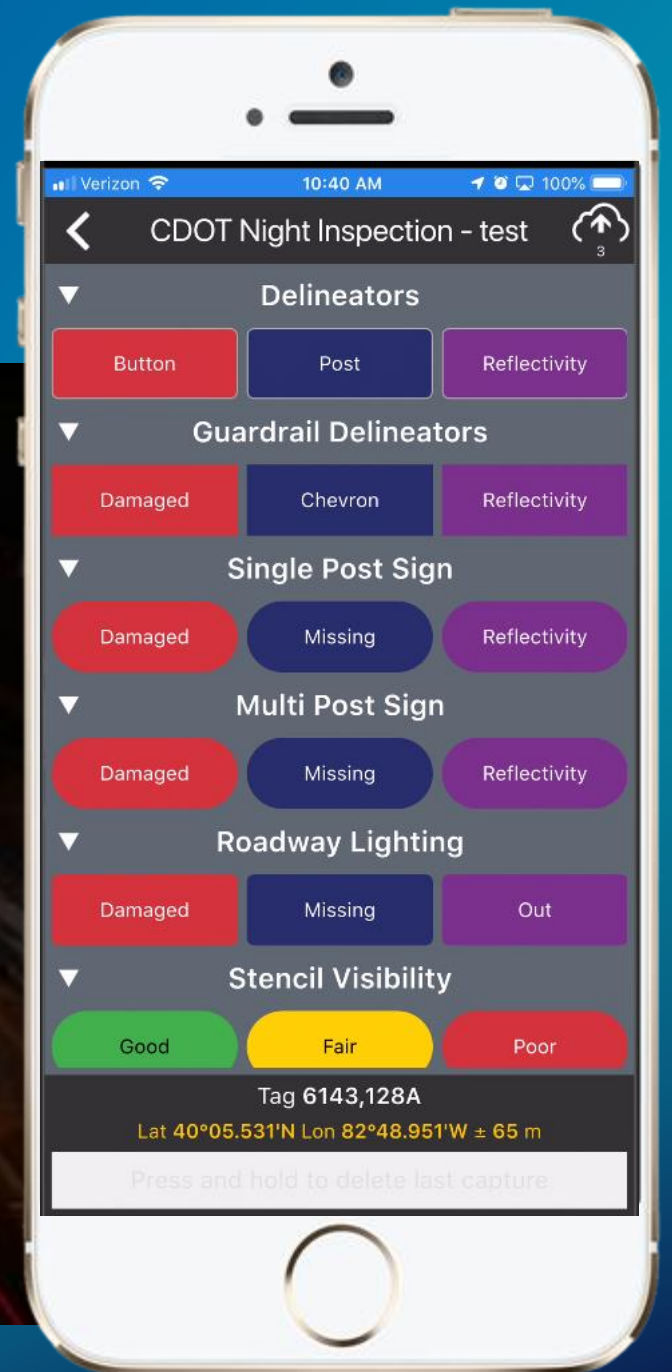 Verizon 10:40 AM 100%
CDOT Night Inspection - test
3
Delineators
Button Post Reflectivity
Guardrail Delineators
Damaged Chevron Reflectivity
Single Post Sign
Damaged Missing Reflectivity
Multi Post Sign
Damaged Missing Reflectivity
Roadway Lighting
Damaged Missing Out
Stencil Visibility
Good Fair Poor
Tag 6143,128A
Lat 40°05.531'N Lon 82°48.951'W ± 65 m
Press and hold to delete last capture